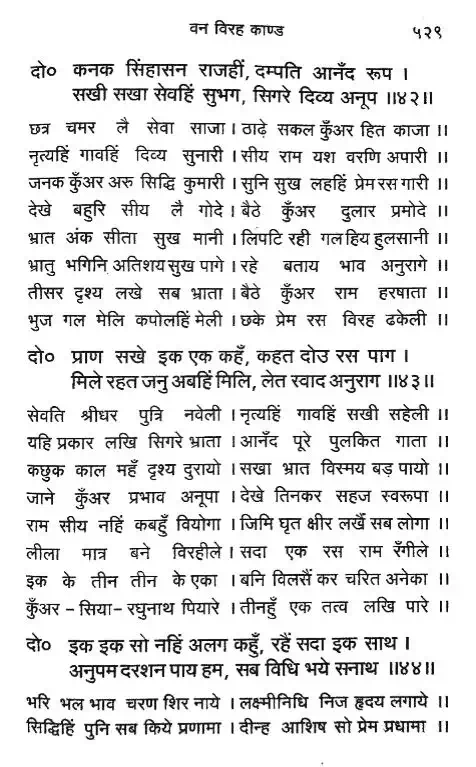 वन विरह काण्ड ५२९
दो० कनक सिंहासन राजहीं, दम्पति आनँद रूप ।
सखी सखा सेवहिं सुभग, सिगरे दिव्य अनूप ॥४२॥
छत्र चमर लै सेवा साजा । ठाढ़े सकल कुँअर हित काजा ॥
नृत्यहिं गावहिं दिव्य सुनारी । सीय राम यश वरणि अपारी ॥
जनक कुँअर अरु सिद्धि कुमारी । सुनि सुख लहहिं प्रेम रस गारी ॥
देखे बहुरि सीय लै गोदे । बैठे कुँअर दुलार प्रमोदे ॥
भ्रात अंक सीता सुख मानी । लिपटि रही गल हिय हुलसानी ॥
भ्रातृ भगिनि अतिशय सुख पागे । रहे बताय भाव अनुरागे ॥
तीसर दृश्य लखे सब भ्राता । बैठे कुँअर राम हरषाता ॥
भुज गल मेलि कपोलहिं मेली । छके प्रेम रस विरह ढकेली ॥
दो० प्राण सखे इक एक कहँ, कहत दोउ रस पाग ।
मिले रहत जनु अबहिं मिलि, लेत स्वाद अनुराग ॥४३॥
सेवति श्रीधर पुत्रि नवेली । नृत्यहिं गावहिं सखी सहेली ॥
यहि प्रकार लखि सिगरे भ्राता । आनँद पूरे पुलकित गाता ॥
कछुक काल महँ दृश्य दुरायो । सखा भ्रात विस्मय बड़ पायो ॥
जाने कुँअर प्रभाव अनूपा । देखे तिनकर सहज स्वरूपा ॥
राम सीय नहिं कबहुँ वियोगा । जिमि घृत क्षीर लखैं सब लोगा ॥
लीला मात्र बने विरहीले । सदा एक रस राम रँगीले ॥
इक के तीन तीन के एका । बनि विलसैं कर चरित अनेका ॥
कुँअर - सिया- रघुनाथ पियारे । तीनहुँ एक तत्व लखि पारे ॥
दो० इक इक सो नहिं अलग कहुँ, रहैं सदा इक साथ ।
अनुपम दरशन पाय हम, सब विधि भये सनाथ ॥४४॥
भरि भल भाव चरण शिर नाये । लक्ष्मीनिधि निज हृदय लगाये ॥
सिद्धिहिं पुनि सब किये प्रणामा । दीन्ह आशिष सो प्रेम प्रधामा ॥